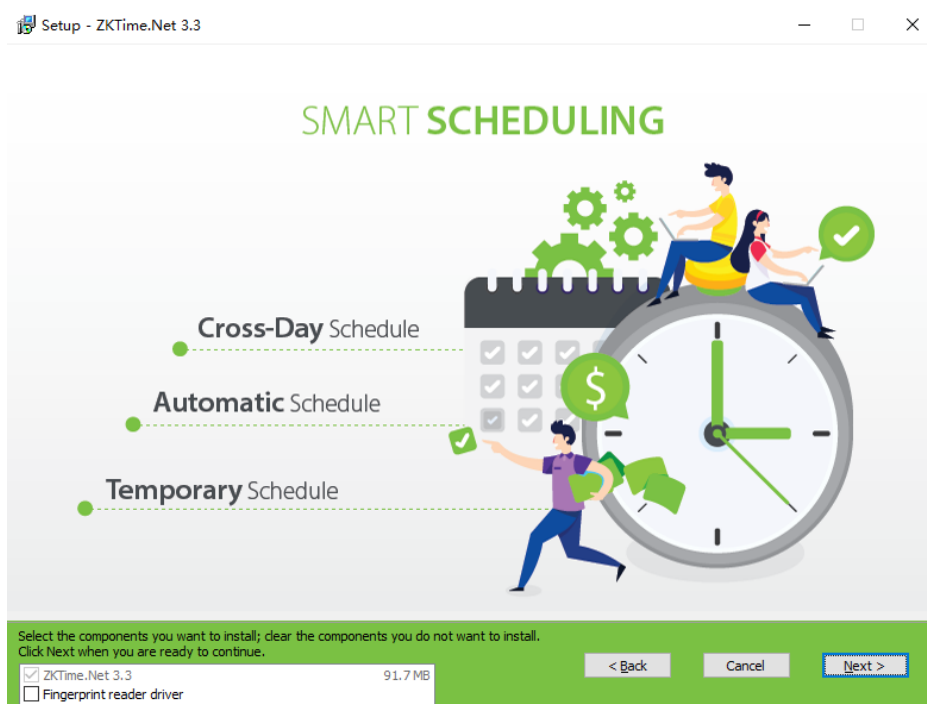 Setup - ZKTime.Net 3.3
SMART SCHEDULING
Cross-Day Schedule
Automatic Schedule
$
Temporary Schedule
Select the components you want to install; clear the components you do not want to install.
Click Next when you are ready to continue.
< Back Cancel Next >
ZKTime.Net 3.3 91.7 MB
Fingerprint reader driver